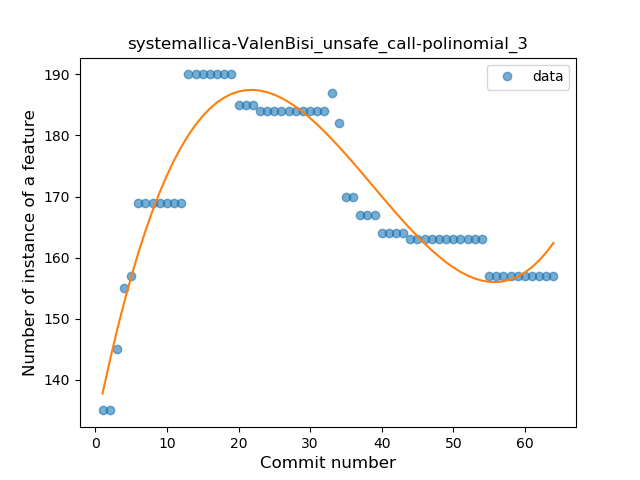 systemallica-ValenBisi_unsafe_call-polinomial_3
data
190
180
170
160
150
140
Number of instance of a feature
0 10 20 30 40 50 60
Commit number